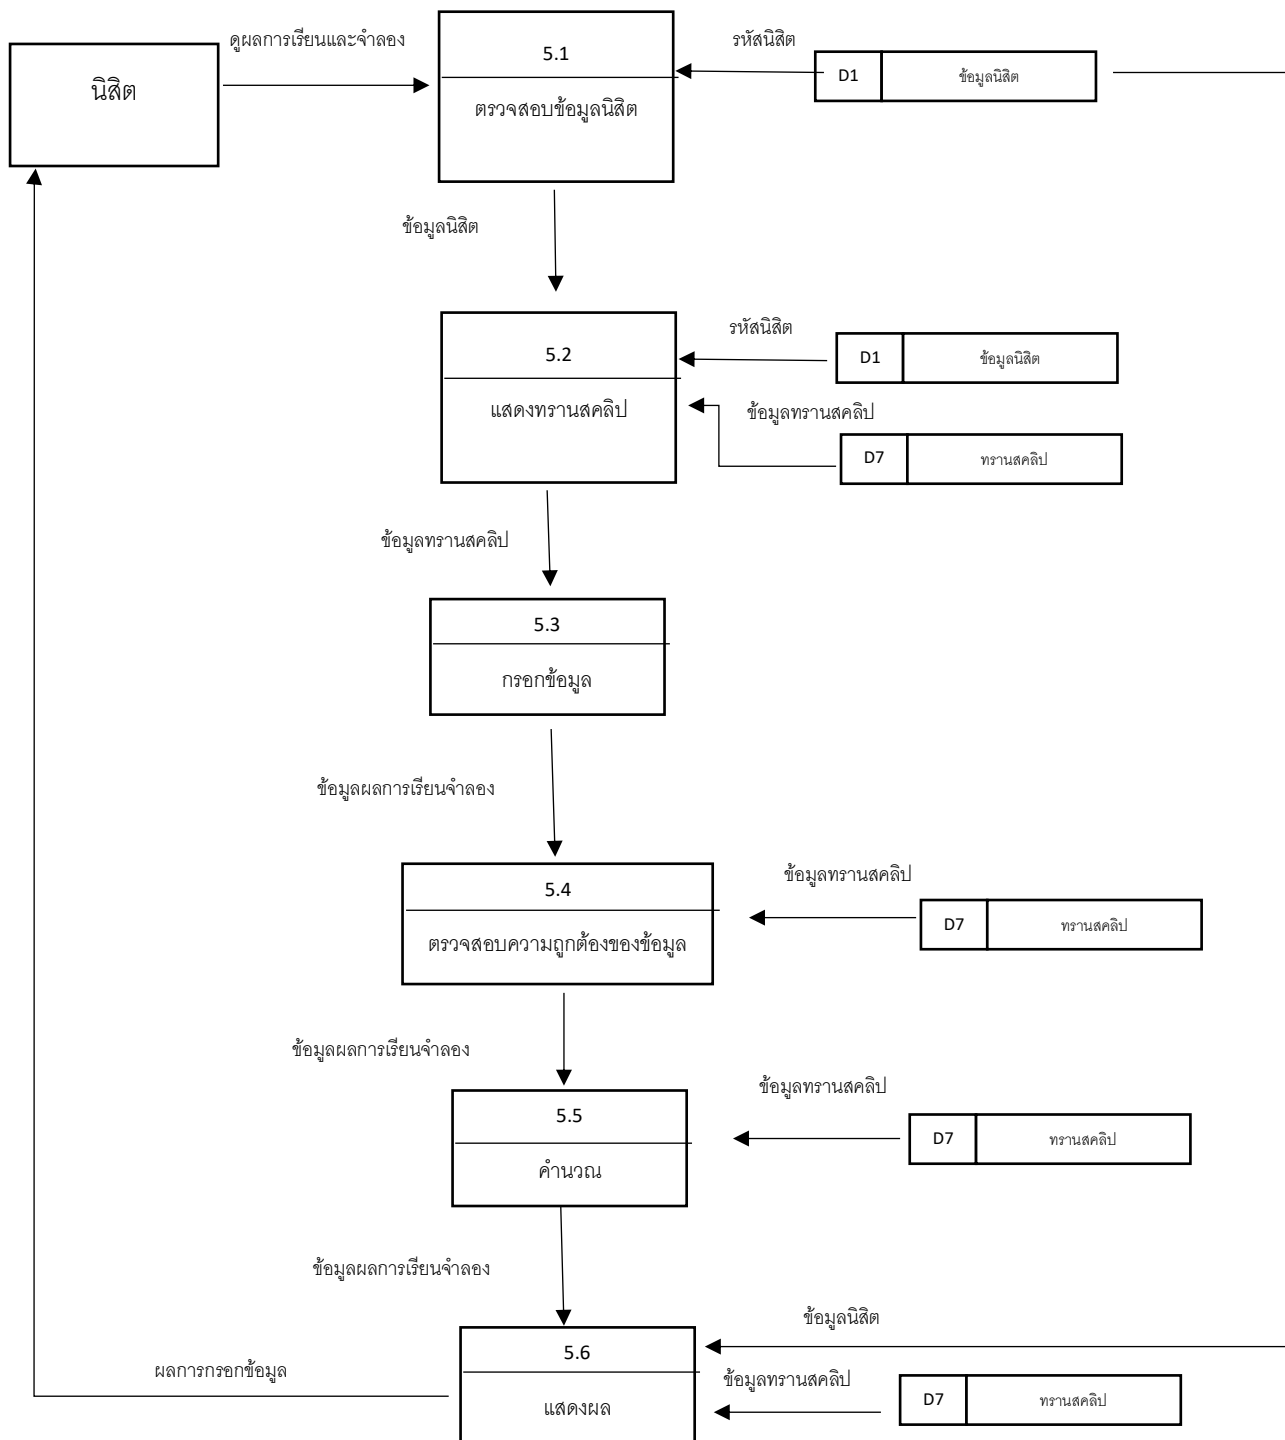 ดูผลการเรียนและจำลอง
นิสิต
5.1
ตรวจสอบข้อมูลนิสิต
รหัสนิสิต
D1
ข้อมูลนิสิต
ข้อมูลนิสิต
5.2
แสดงทรานสคลิป
รหัสนิสิต
D1
ข้อมูลนิสิต
ข้อมูลทรานสคลิป
D7
ทรานสคลิป
ข้อมูลทรานสคลิป
5.3
กรอกข้อมูล
ข้อมูลผลการเรียนจำลอง
5.4
ตรวจสอบความถูกต้องของข้อมูล
ข้อมูลทรานสคลิป
D7
ทรานสคลิป
ข้อมูลผลการเรียนจำลอง
5.5
คำนวณ
ข้อมูลทรานสคลิป
D7
ทรานสคลิป
ข้อมูลผลการเรียนจำลอง
5.6
แสดงผล
ข้อมูลนิสิต
ข้อมูลทรานสคลิป
D7
ทรานสคลิป
ผลการกรอกข้อมูล